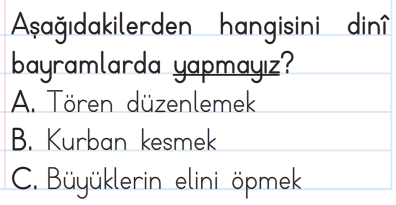 Aşağıdakilerden hangisini dinî
bayramlarda yapmayız?
A. Tören düzenlemek
B. Kurban kesmek
C. Büyüklerin elini öpmek